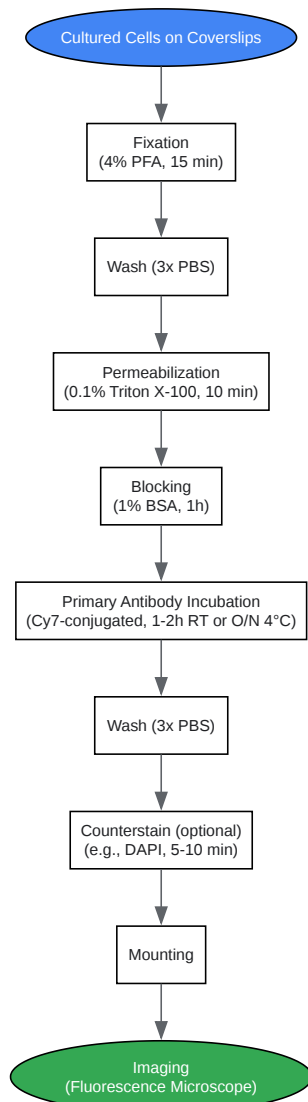 Cultured Cells on Coverslips
Fixation
(4% PFA, 15 min)
Wash (3x PBS)
Permeabilization
(0.1% Triton X-100, 10 min)
Blocking
(1% BSA, 1h)
Primary Antibody Incubation
(Cy7-conjugated, 1-2h RT or O/N 4°C)
Wash (3x PBS)
Counterstain (optional)
(e.g., DAPI, 5-10 min)
Mounting
Imaging
(Fluorescence Microscope)